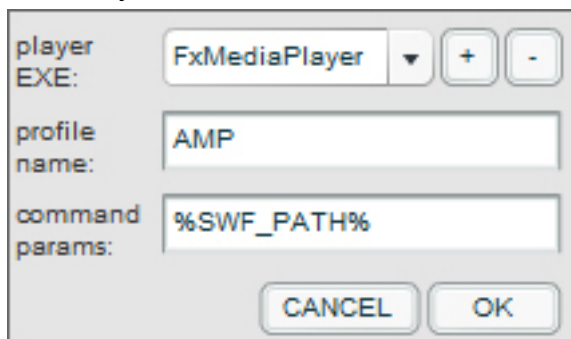 player
EXE:
FxMediaPlayer
+
-
profile
name:
AMP
command
params:
%SWF_PATH%
CANCEL
OK